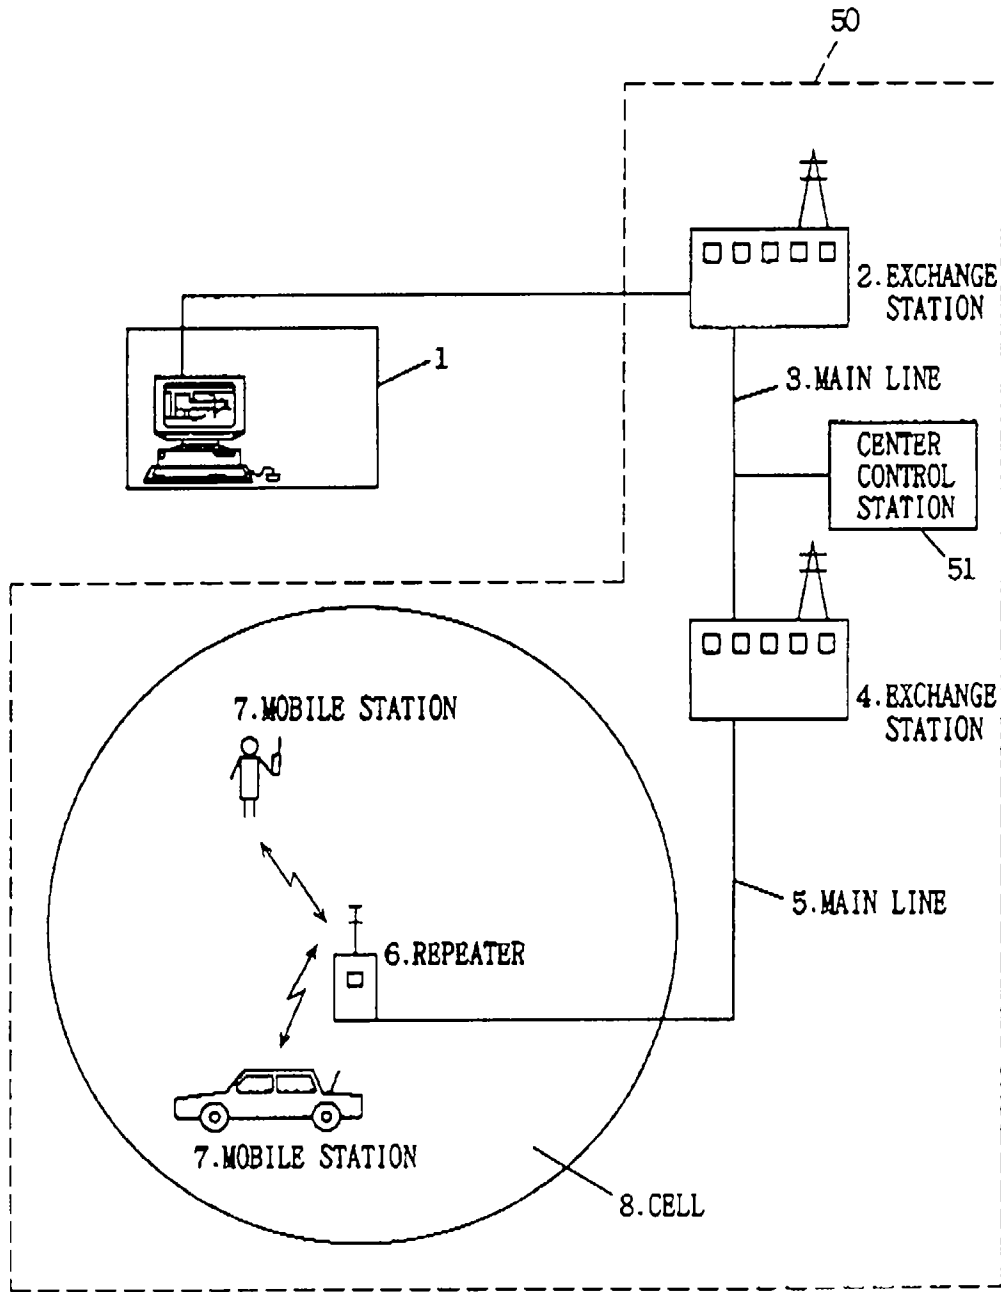 50
2.EXCHANGE
STATION
1
3.MAIN LINE
CENTER
CONTROL
STATION
51
4.EXCHANGE
STATION
7.MOBILE STATION
5.MAIN LINE
6.REPEATER
7.MOBILE STATION
8.CELL